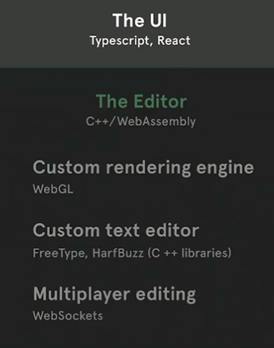 The UI
Typescript, React
The Editor
C++/WebAssembly
Custom rendering engine
WebGL
Custom text editor
FreeType, HarfBuzz (C ++ libraries)
Multiplayer editing
WebSockets